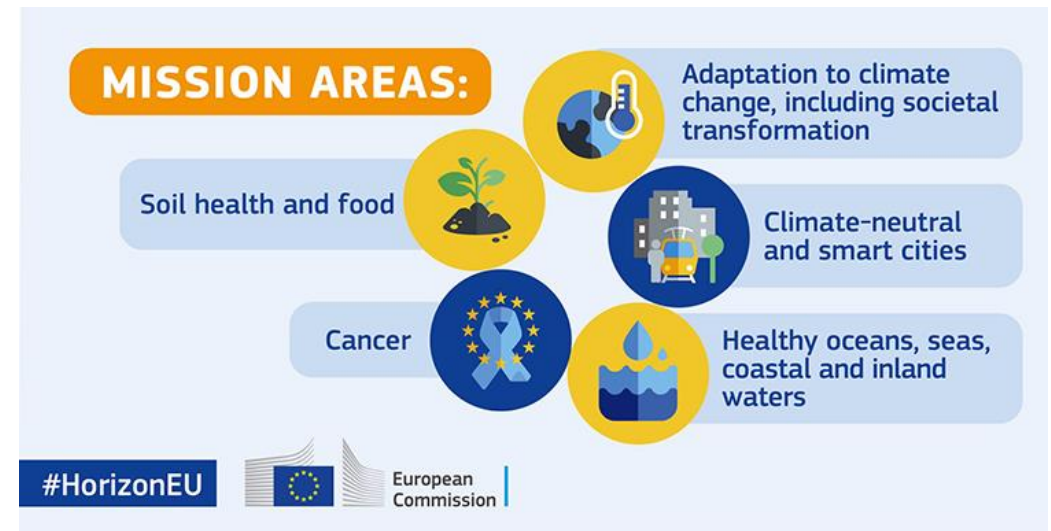 MISSION AREAS:
Adaptation to climate
change, including societal
transformation
Soil health and food
Climate-neutral
and smart cities
Cancer
Healthy oceans, seas,
coastal and inland
waters
#HorizonEU
European
Commission